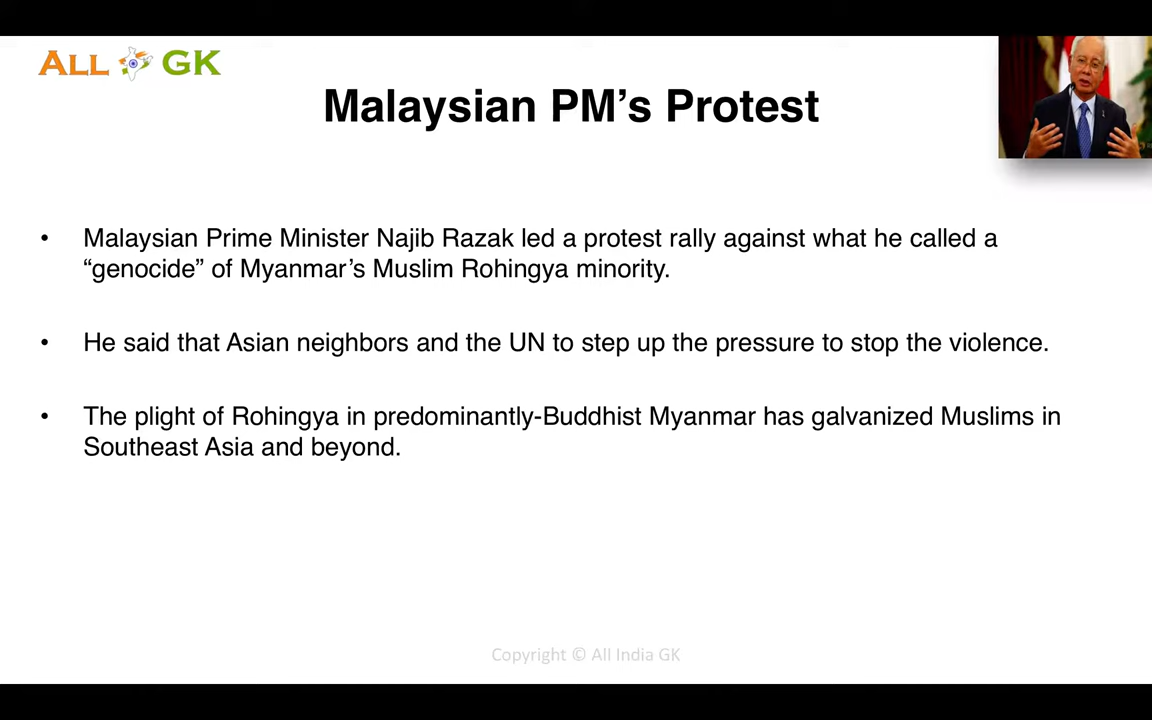 ALL GK
Malaysian PM’s Protest
• Malaysian Prime Minister Najib Razak led a protest rally against what he called a
“genocide” of Myanmar’s Muslim Rohingya minority.
• He said that Asian neighbors and the UN to step up the pressure to stop the violence.
• The plight of Rohingya in predominantly-Buddhist Myanmar has galvanized Muslims in
Southeast Asia and beyond.
Copyright © All India GK